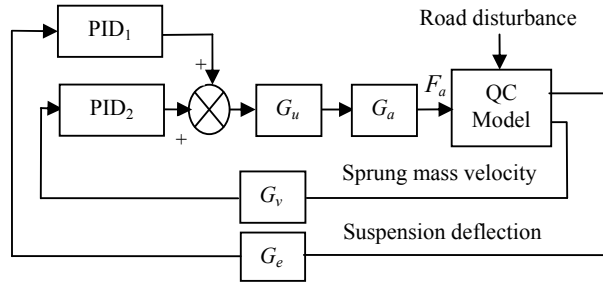 Road disturbance
PID₁
+
PID₂
+
Gᵤ
Gₐ
Fₐ
QC
Model
Sprung mass velocity
Gᵥ
Suspension deflection
Gₑ